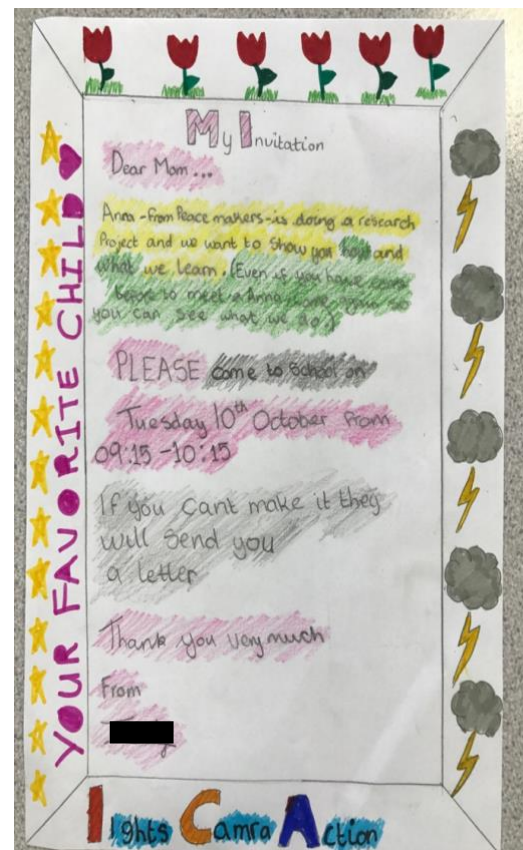 My Invitation
Dear Mom...
Anna -from Peace makers- is doing a research
Project and we want to show you how and
what we learn. (Even if you have come
before to meet Anna come again so
you can see what we do)
PLEASE come to school on
Tuesday 10th October from
09:15 -10:15
If you cant make it they
will send you
a letter
Thank you very much
From
YOUR FAVORITE CHILD
lights Camra Action